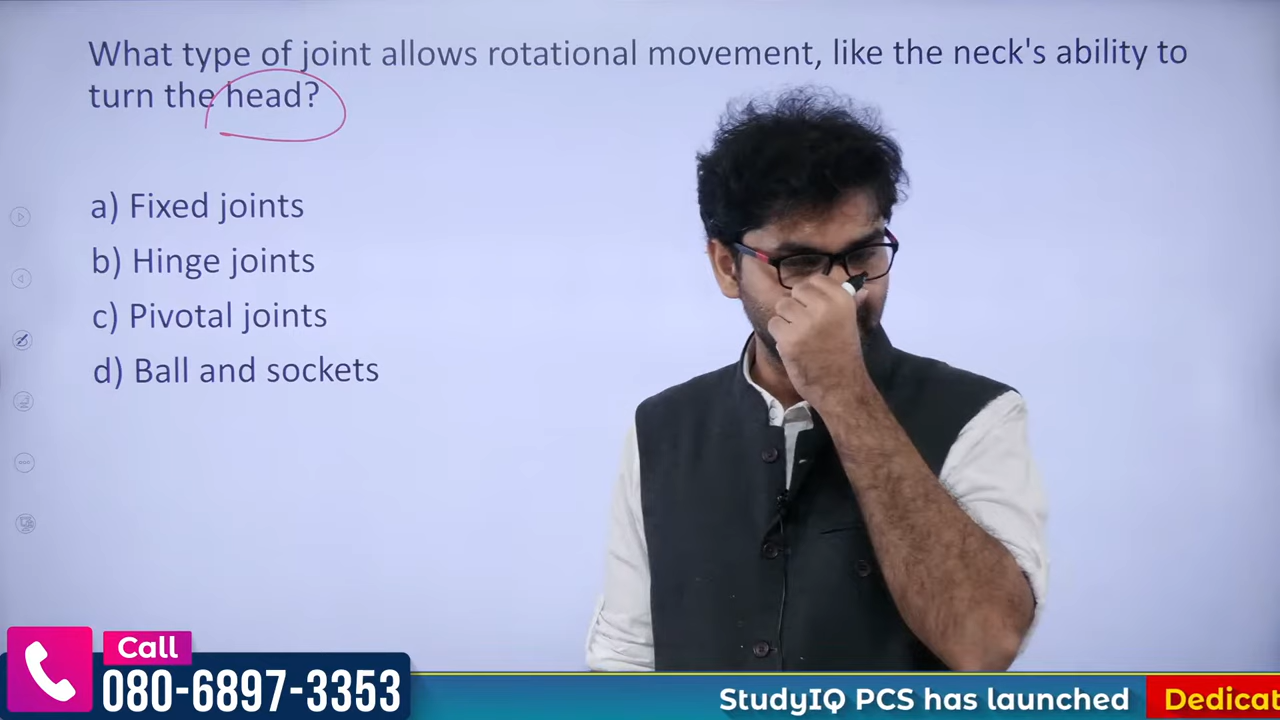 What type of joint allows rotational movement, like the neck's ability to
turn the head?
a) Fixed joints
b) Hinge joints
c) Pivotal joints
d) Ball and sockets
Call
080-6897-3353
StudyIQ PCS has launched
Dedicat